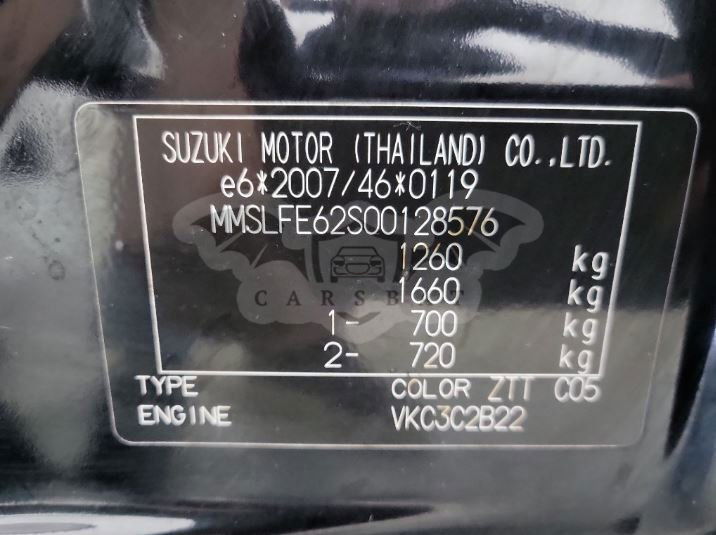 SUZUKI MOTOR (THAILAND) CO.,LTD.
e6*2007/46*0119
MMSLFE62S00128576
1260 kg
1660 kg
1- 700 kg
2- 720 kg
TYPE COLOR ZTT C05
ENGINE VKC3C2B22